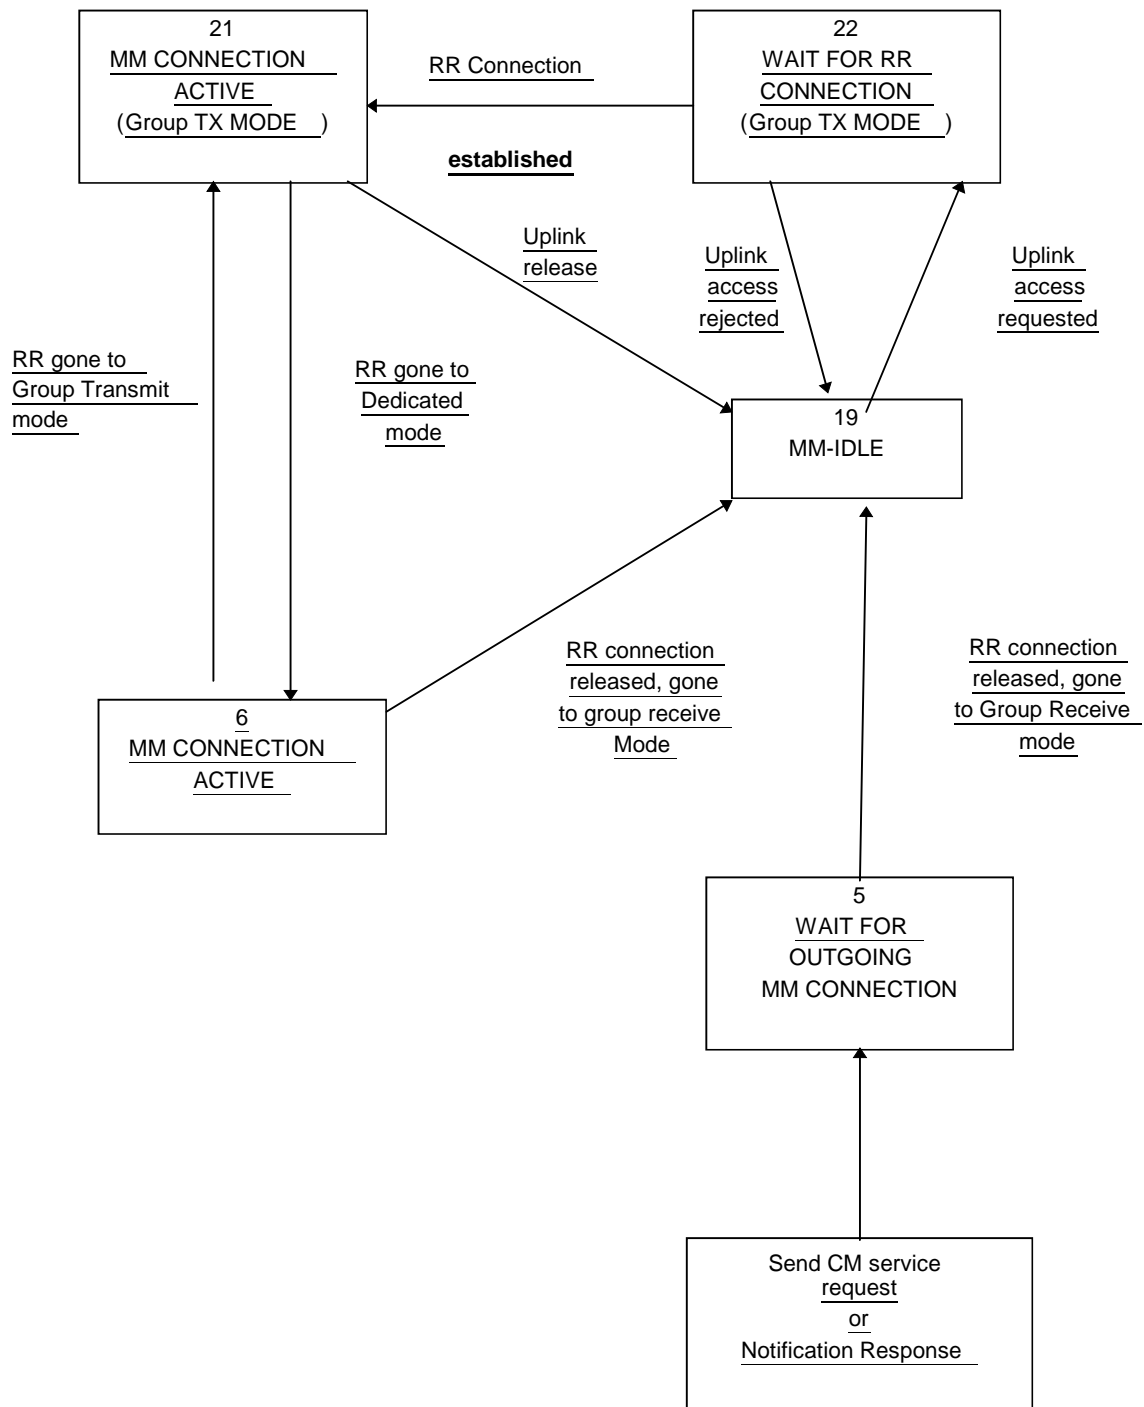 21
MM CONNECTION
ACTIVE
(Group TX MODE )
RR Connection
established
22
WAIT FOR RR
CONNECTION
(Group TX MODE )
Uplink
release
Uplink
access
rejected
Uplink
access
requested
RR gone to
Group Transmit
mode
RR gone to
Dedicated
mode
19
MM-IDLE
RR connection
released, gone
to group receive
Mode
RR connection
released, gone
to Group Receive
mode
6
MM CONNECTION
ACTIVE
5
WAIT FOR
OUTGOING
MM CONNECTION
Send CM service
request
or
Notification Response